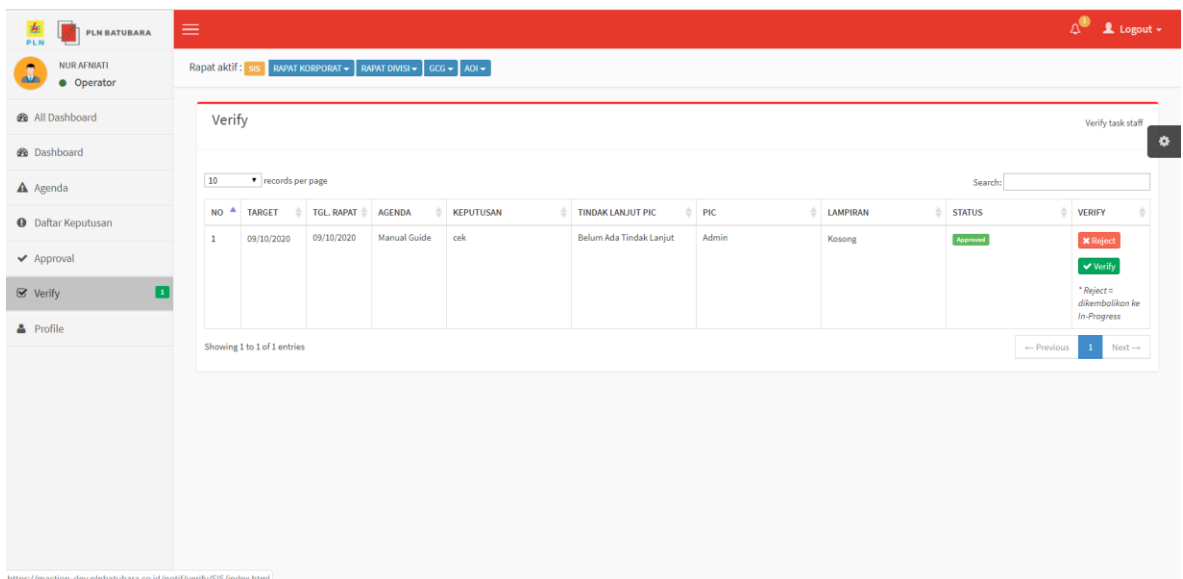 PLN
PLN BATUBARA
1
Logout
NUR AFNIATI
Operator
Rapat aktif : SIS RAPAT KORPORAT RAPAT DIVISI GCG AOI
All Dashboard
Dashboard
Agenda
Daftar Keputusan
Approval
Verify 1
Profile
Verify
Verify task staff
10 records per page
Search:
NO TARGET TGL. RAPAT AGENDA KEPUTUSAN TINDAK LANJUT PIC PIC LAMPIRAN STATUS VERIFY
1 09/10/2020 09/10/2020 Manual Guide cek Belum Ada Tindak Lanjut Admin Kosong Approved Reject
Verify
* Reject =
dikembalikan ke
In-Progress
Showing 1 to 1 of 1 entries
← Previous 1 Next →